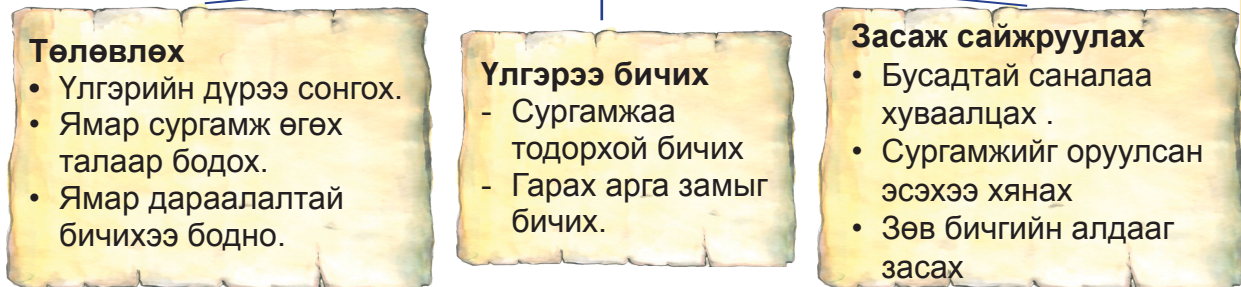 Төлөвлөх
• Үлгэрийн дүрээ сонгох.
• Ямар сургамж өгөх
талаар бодох.
• Ямар дараалалтай
бичихээ бодно.
Үлгэрээ бичих
- Сургамжаа
тодорхой бичих
- Гарах арга замыг
бичих.
Засаж сайжруулах
• Бусадтай саналаа
хуваалцах .
• Сургамжийг оруулсан
эсэхээ хянах
• Зөв бичгийн алдааг
засах